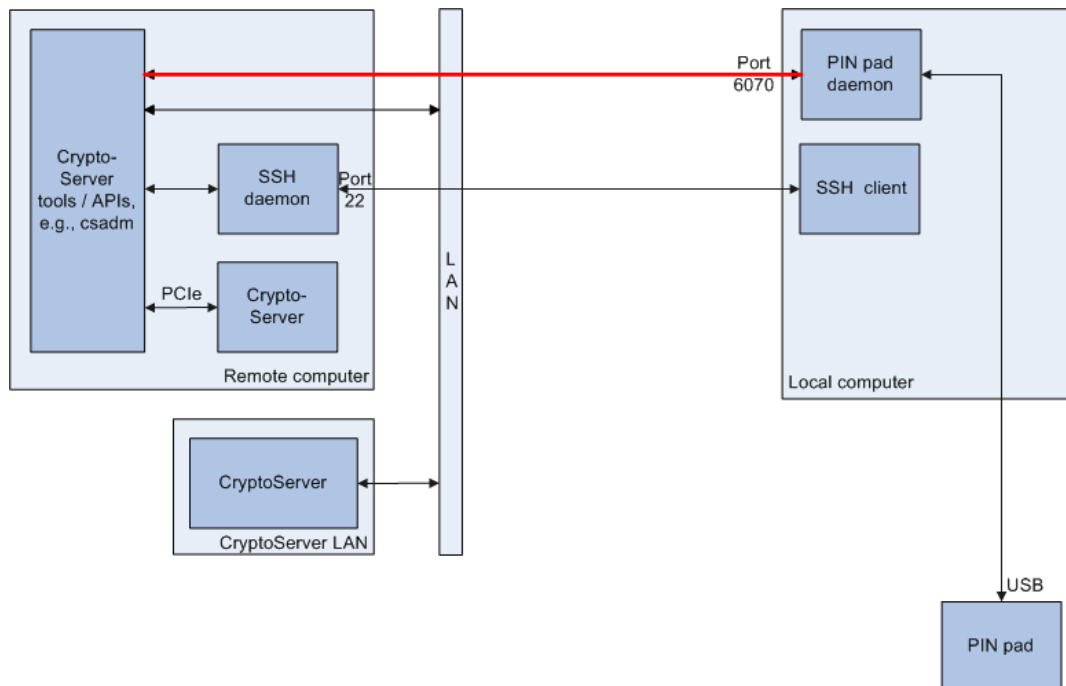 Port
6070
PIN pad
daemon
Crypto-
Server
tools / APIs,
e.g., csadm
SSH
daemon
Port
22
SSH client
L
A
N
PCIe
Crypto-
Server
Remote computer
Local computer
CryptoServer
CryptoServer LAN
USB
PIN pad